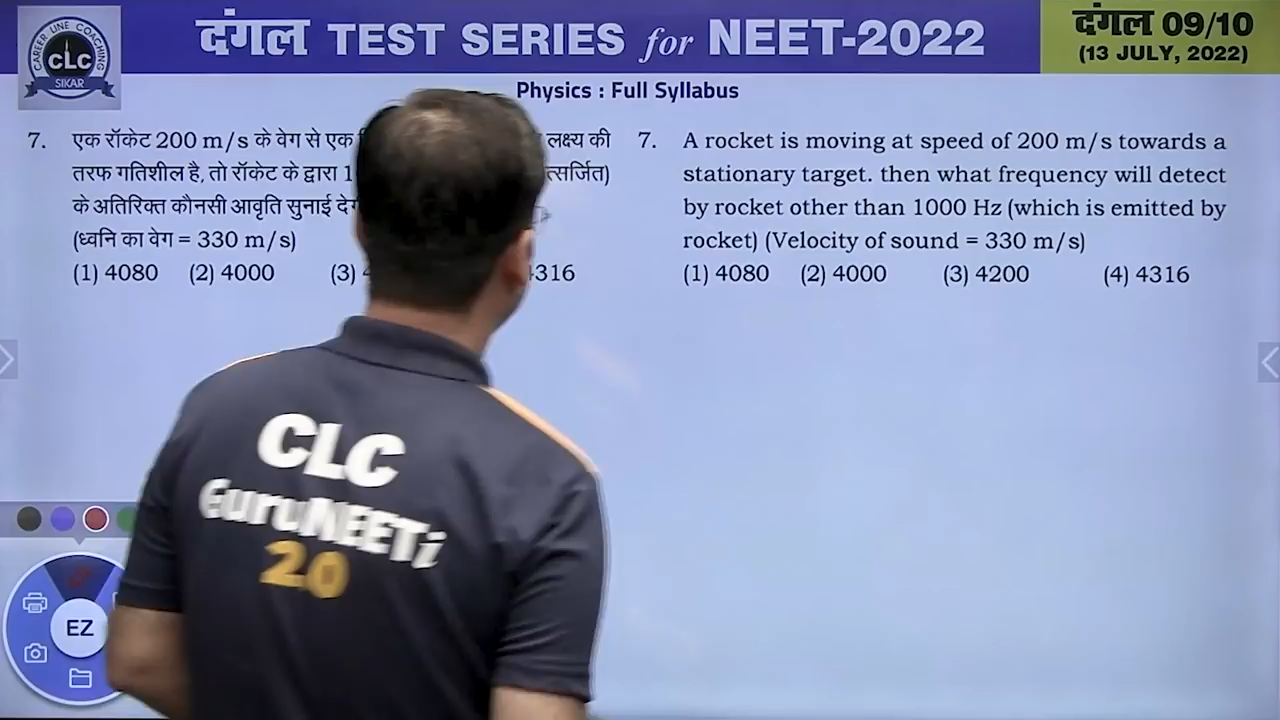 CAREER LINE COACHING
CLC
SIKAR
दंगल TEST SERIES for NEET-2022
दंगल 09/10
(13 JULY, 2022)
Physics : Full Syllabus
7. एक रॉकेट 200 m/s के वेग से एक लक्ष्य की
तरफ गतिशील है, तो रॉकेट के द्वारा
के अतिरिक्त कौनसी आवृति सुनाई
(ध्वनि का वेग = 330 m/s)
(1) 4080 (2) 4000 (3) 4316
7. A rocket is moving at speed of 200 m/s towards a
stationary target. then what frequency will detect
by rocket other than 1000 Hz (which is emitted by
rocket) (Velocity of sound = 330 m/s)
(1) 4080 (2) 4000 (3) 4200 (4) 4316
CLC
GuruNEETi
2.0
EZ